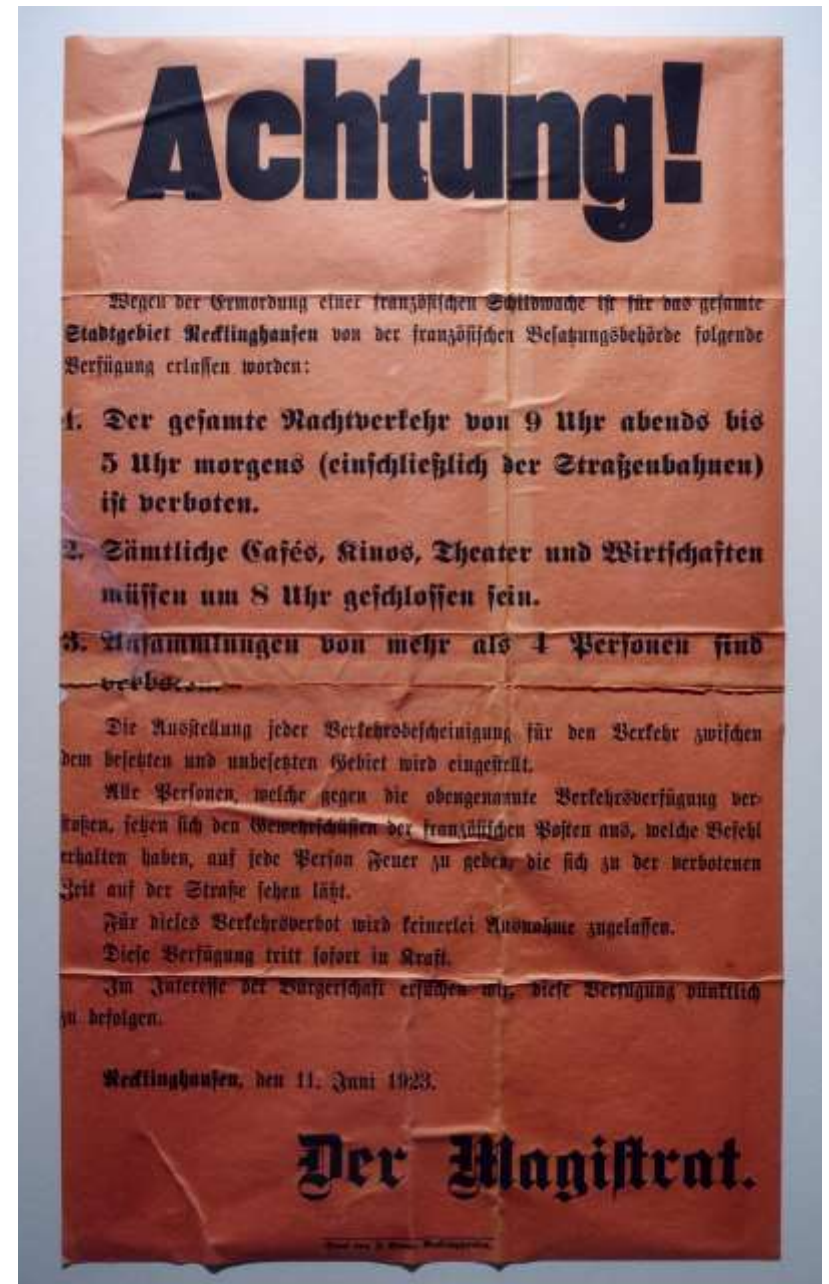 Achtung!
Wegen der Ermordung einer französischen Schildwache ist für das gesamte
Stadtgebiet Recklinghausen von der französischen Besatzungsbehörde folgende
Verfügung erlassen worden:
1. Der gesamte Nachtverkehr von 9 Uhr abends bis
5 Uhr morgens (einschließlich der Straßenbahnen)
ist verboten.
2. Sämtliche Cafés, Kinos, Theater und Wirtschaften
müssen um 8 Uhr geschlossen sein.
3. Ansammlungen von mehr als 4 Personen sind
verboten.
Die Ausstellung jeder Verkehrsbescheinigung für den Verkehr zwischen
dem besetzten und unbesetzten Gebiet wird eingestellt.
Alle Personen, welche gegen die obengenannte Verkehrsverfügung ver-
stoßen, setzen sich den Gewehrschüssen der französischen Posten aus, welche Befehl
erhalten haben, auf jede Person Feuer zu geben, die sich zu der verbotenen
Zeit auf der Straße sehen läßt.
Für dieses Verkehrsverbot wird keinerlei Ausnahme zugelassen.
Diese Verfügung tritt sofort in Kraft.
Im Interesse der Bürgerschaft ersuchen wir, diese Verfügung pünktlich
zu befolgen.
Recklinghausen, den 11. Juni 1923.
Der Magistrat.